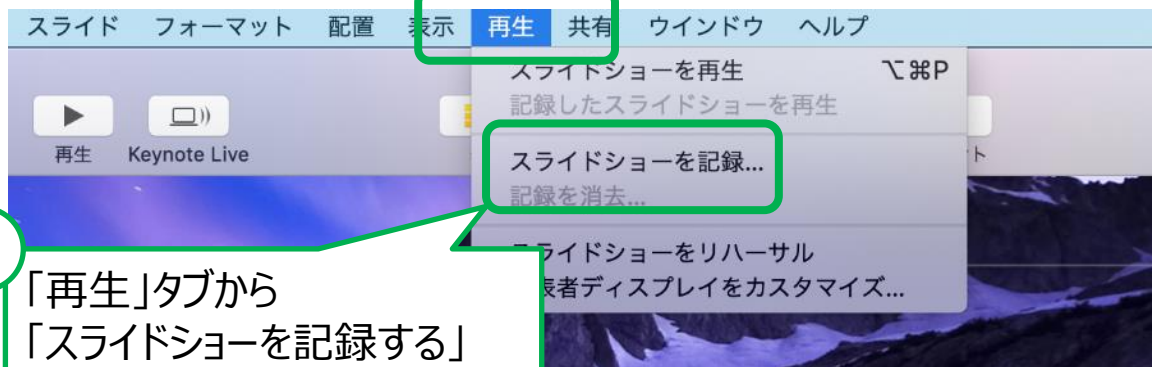 スライド フォーマット 配置 表示 再生 共有 ウインドウ ヘルプ
スライドショーを再生 ⌥⌘P
記録したスライドショーを再生
再生 Keynote Live
スライドショーを記録...
記録を消去...
スライドショーをリハーサル
表者ディスプレイをカスタマイズ...
「再生」タブから
「スライドショーを記録する」